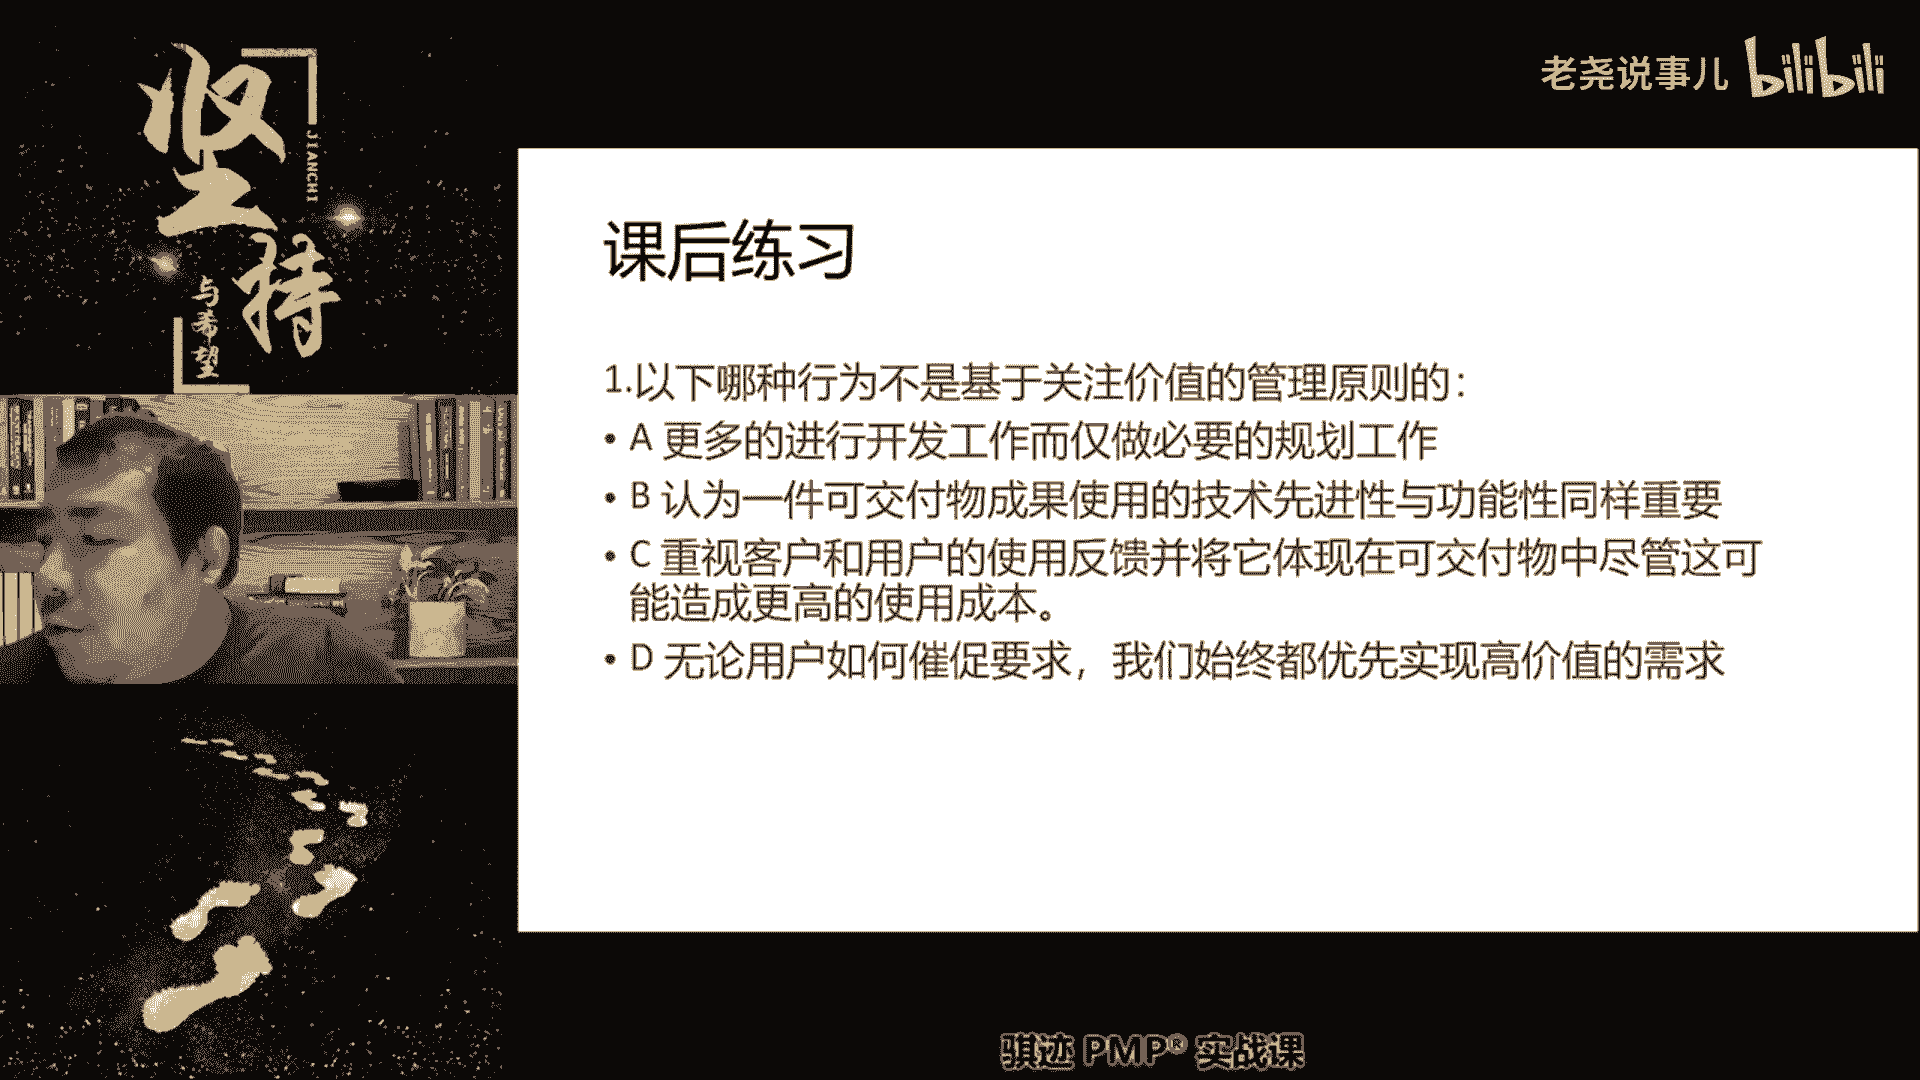 坚持
JIANCHI
与希望
老尧说事儿 bilibili
课后练习
1.以下哪种行为不是基于关注价值的管理原则的：
• A 更多的进行开发工作而仅做必要的规划工作
• B 认为一件可交付物成果使用的技术先进性与功能性同样重要
• C 重视客户和用户的使用反馈并将它体现在可交付物中尽管这可
能造成更高的使用成本。
• D 无论用户如何催促要求，我们始终都优先实现高价值的需求
骐迹 PMP® 实战课